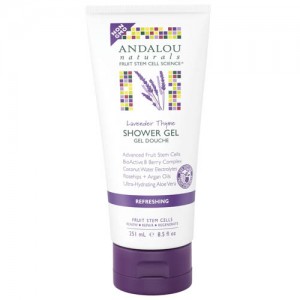 NON GMO
ANDALOU
naturals
FRUIT STEM CELL SCIENCE®
Lavender Thyme
SHOWER GEL
GEL DOUCHE
Advanced Fruit Stem Cells
BioActive 8 Berry Complex
Coconut Water Electrolytes
Rosehips + Argan Oils
Ultra-Hydrating Aloe Vera
REFRESHING
FRUIT STEM CELLS
251 mL ℮ 8.5 fl oz